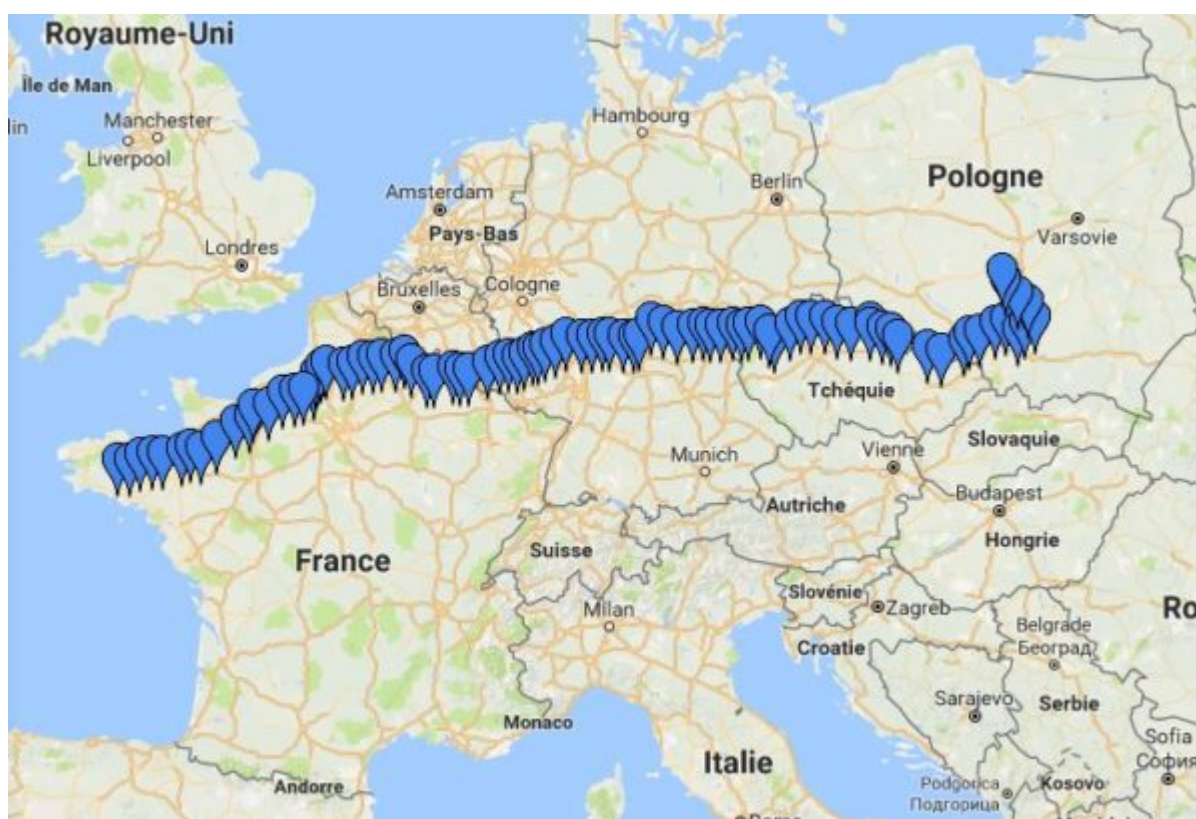 Royaume-Uni
Île de Man
lin
Manchester
Liverpool
Hambourg
Amsterdam
Berlin
Pologne
Pays-Bas
Varsovie
Londres
Bruxelles
Cologne
Tchéquie
Slovaquie
Munich
Vienne
Budapest
Autriche
Hongrie
France
Suisse
Slovénie
Milan
Zagreb
Ro
Croatie
Belgrade
Београд
Sarajevo
Serbie
Monaco
Sofia
София
Italie
Andorre
Podgorica
Подгорица
Kosovo